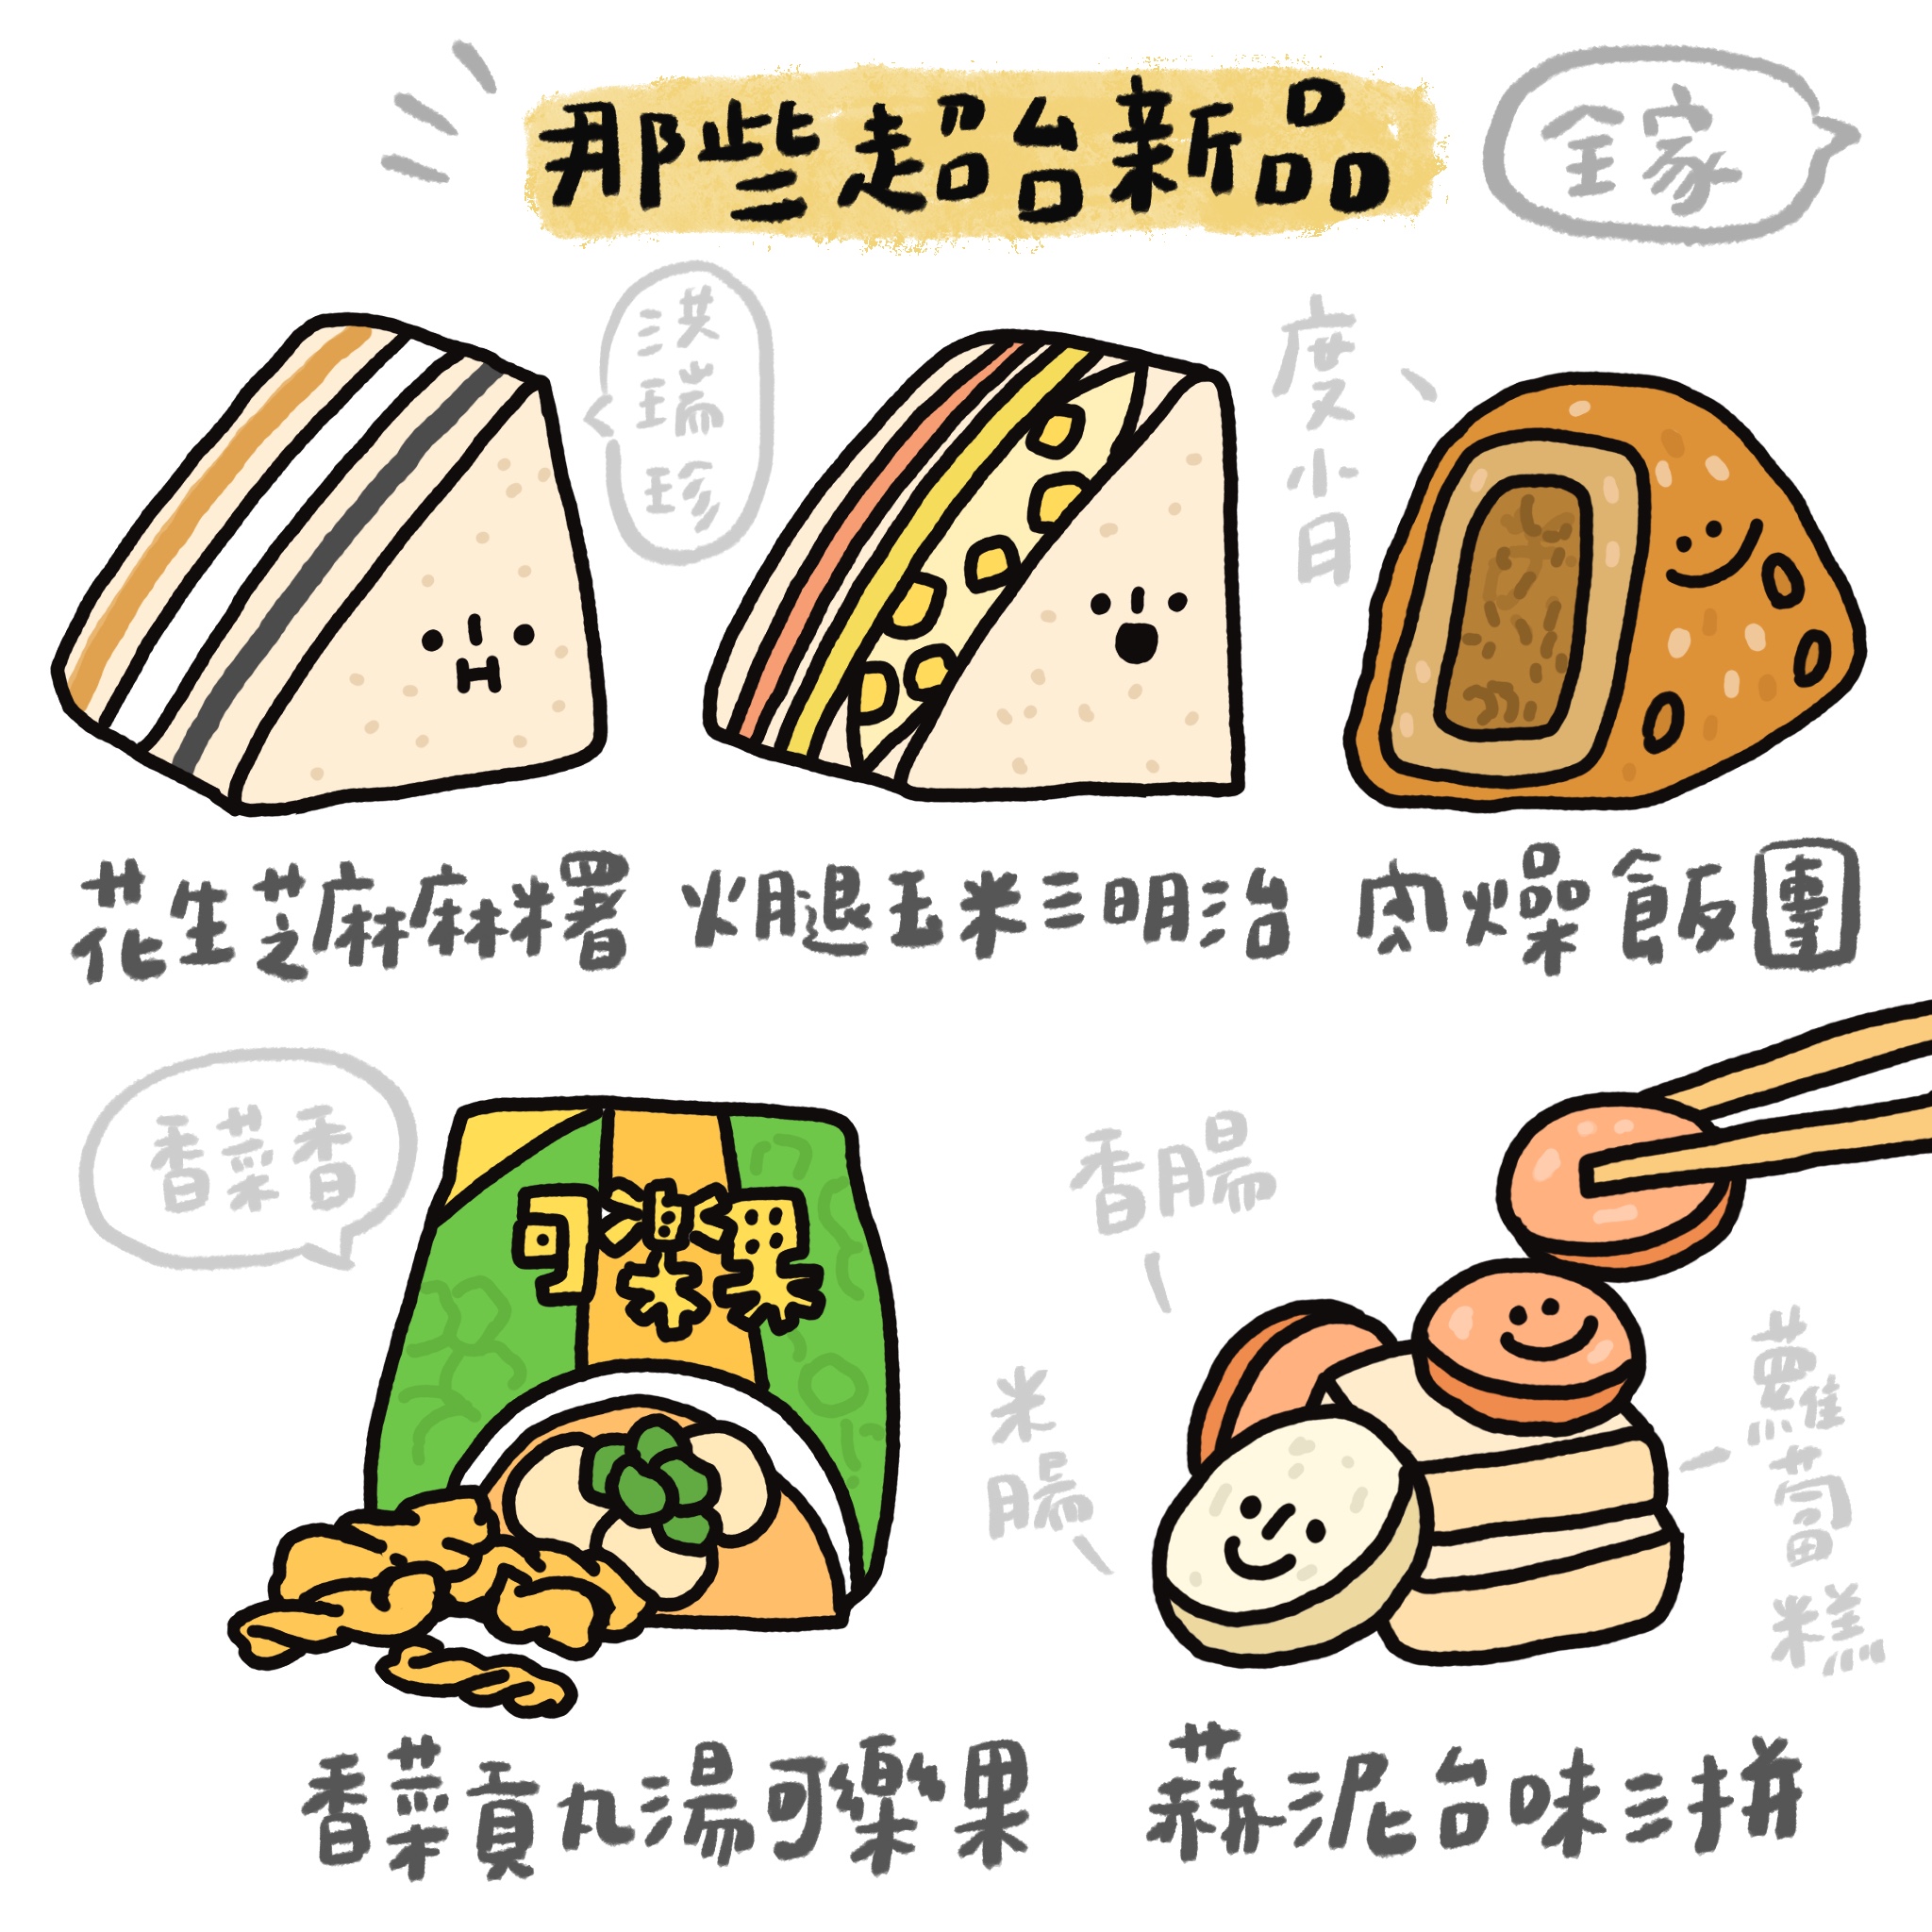 那些超台新品
全家
洪瑞珍
度小日
花生芝麻麻糬
火腿玉米三明治
肉燥飯團
香菜香
可樂果
香腸
米腸
蘿蔔糕
香菜貢丸湯可樂果
蒜泥台味三拼